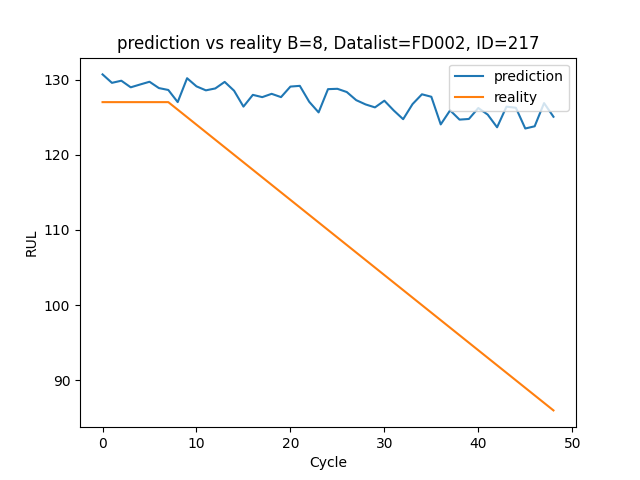 prediction vs reality B=8, Datalist=FD002, ID=217
prediction
reality
130
120
110
100
90
RUL
0 10 20 30 40 50
Cycle